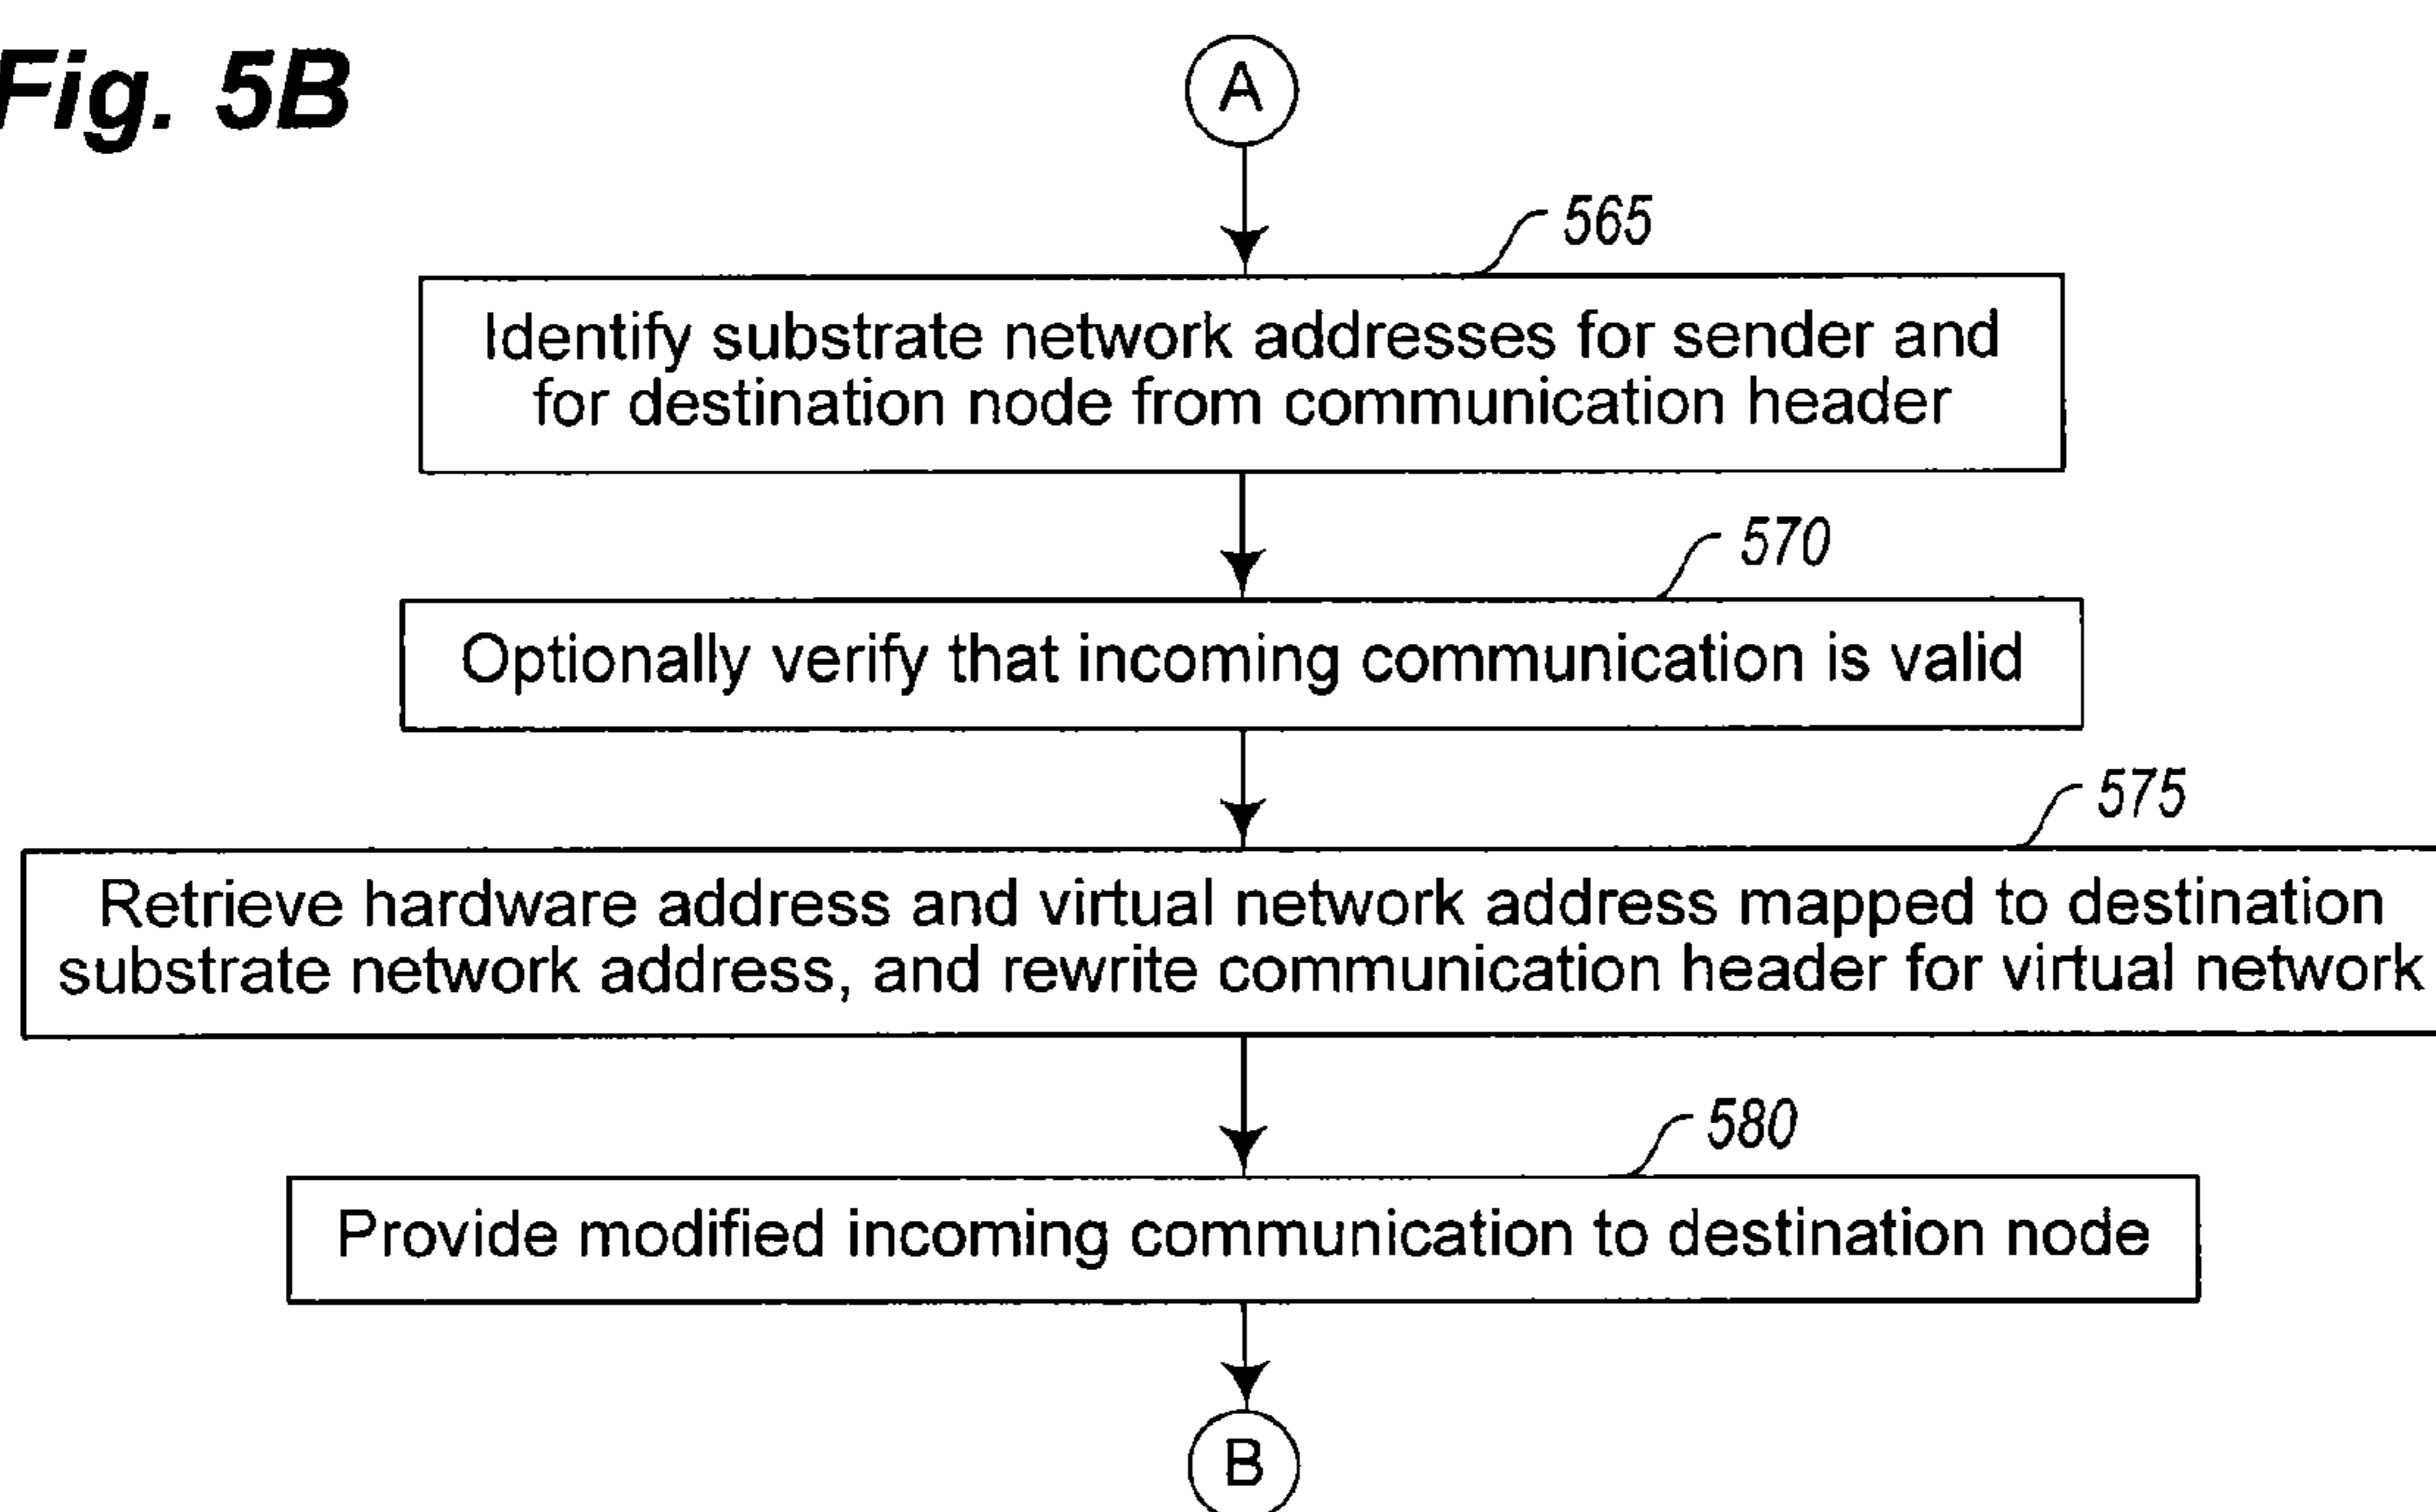 Fig. 5B
A
565
Identify substrate network addresses for sender and
for destination node from communication header
570
Optionally verify that incoming communication is valid
575
Retrieve hardware address and virtual network address mapped to destination
substrate network address, and rewrite communication header for virtual network
580
Provide modified incoming communication to destination node
B